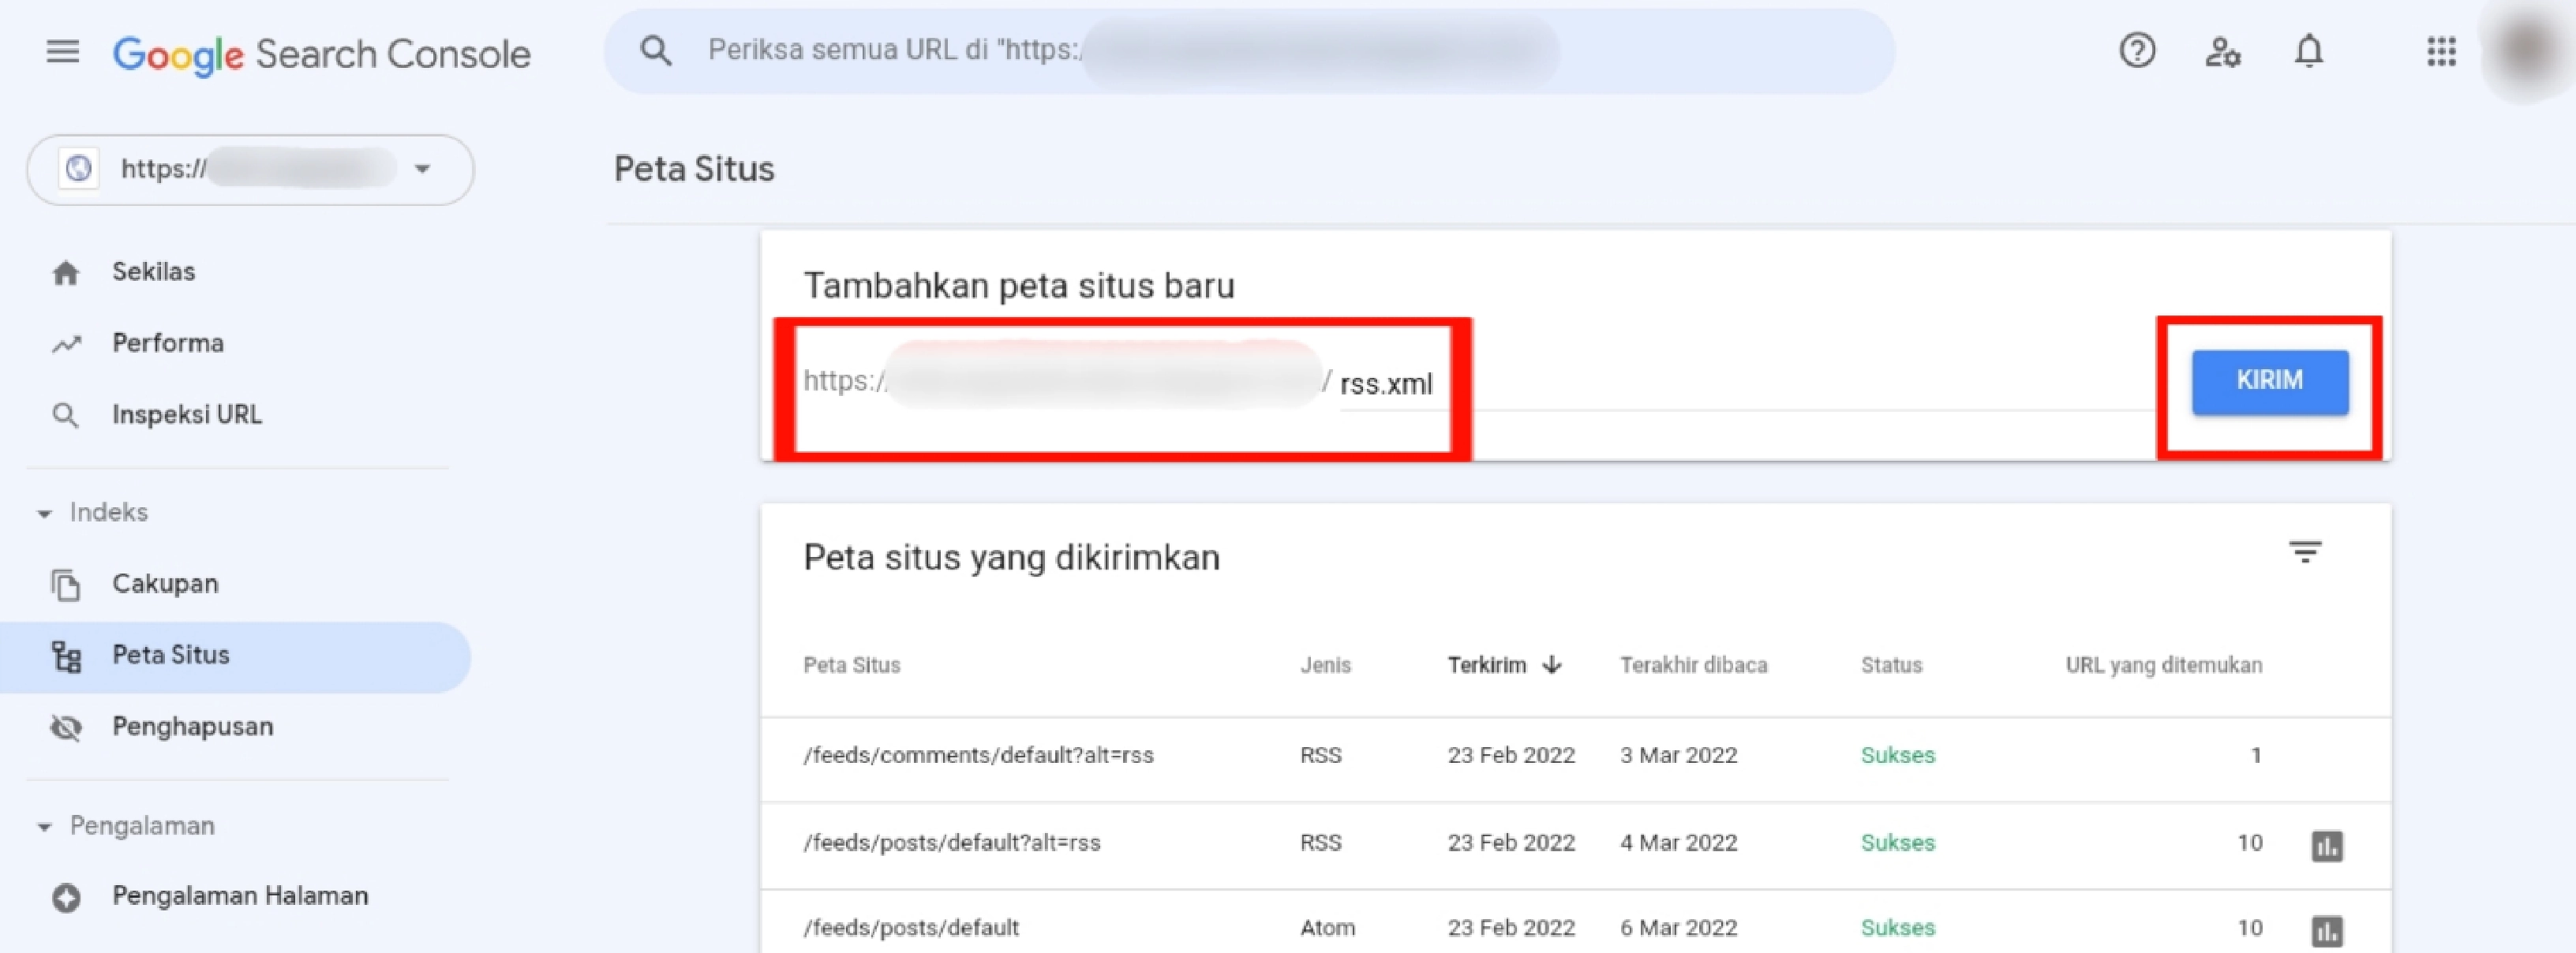 Google Search Console
Periksa semua URL di "https:/
https://
Peta Situs
Sekilas
Performa
Inspeksi URL
Indeks
Cakupan
Peta Situs
Penghapusan
Pengalaman
Pengalaman Halaman
Tambahkan peta situs baru
https:// / rss.xml
KIRIM
Peta situs yang dikirimkan
Peta Situs Jenis Terkirim ↓ Terakhir dibaca Status URL yang ditemukan
/feeds/comments/default?alt=rss RSS 23 Feb 2022 3 Mar 2022 Sukses 1
/feeds/posts/default?alt=rss RSS 23 Feb 2022 4 Mar 2022 Sukses 10
/feeds/posts/default Atom 23 Feb 2022 6 Mar 2022 Sukses 10